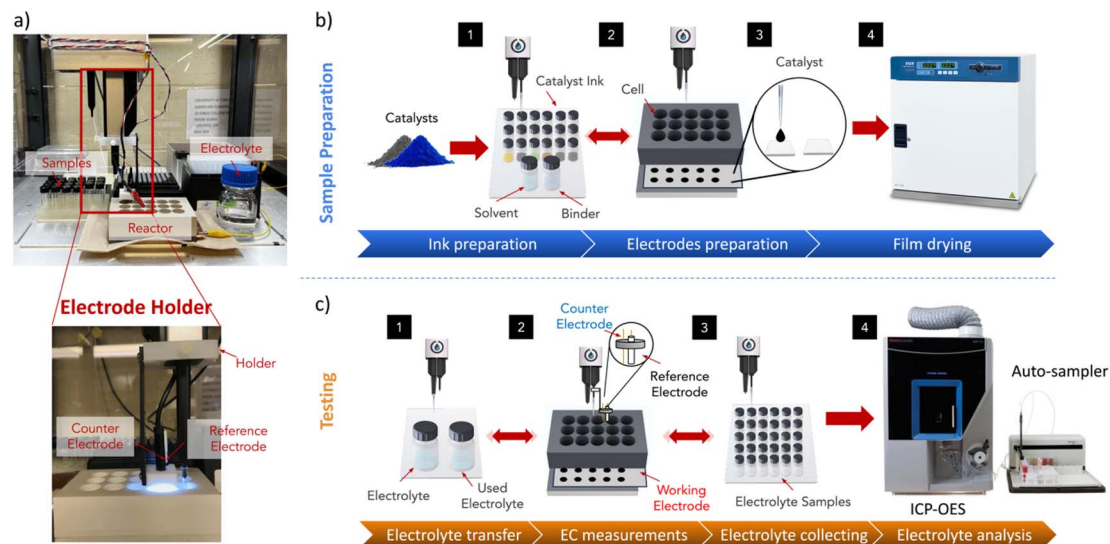 a)
Samples
Electrolyte
Reactor
Electrode Holder
Holder
Counter
Electrode
Reference
Electrode
b)
Sample Preparation
1
2
3
4
Catalyst Ink
Cell
Catalyst
Catalysts
Solvent
Binder
Ink preparation
Electrodes preparation
Film drying
c)
Testing
1
2
3
4
Counter
Electrode
Reference
Electrode
Auto-sampler
Electrolyte
Used
Electrolyte
Working
Electrode
Electrolyte Samples
ICP-OES
Electrolyte transfer
EC measurements
Electrolyte collecting
Electrolyte analysis